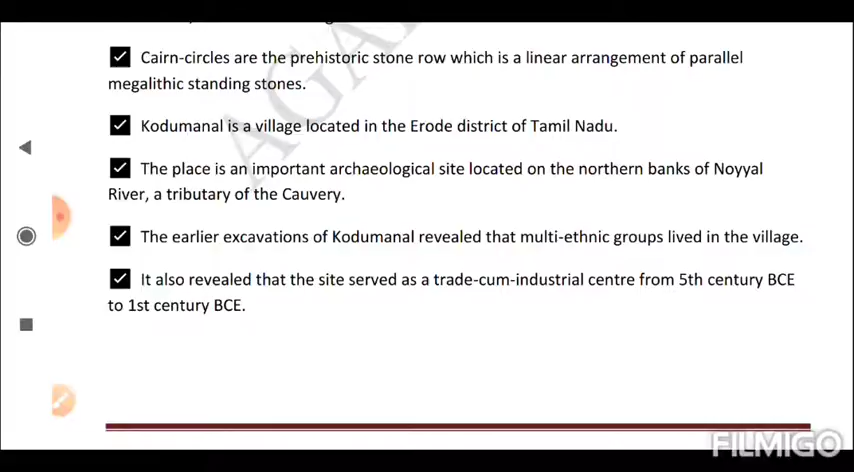 Cairn-circles are the prehistoric stone row which is a linear arrangement of parallel
megalithic standing stones.
Kodumanal is a village located in the Erode district of Tamil Nadu.
The place is an important archaeological site located on the northern banks of Noyyal
River, a tributary of the Cauvery.
The earlier excavations of Kodumanal revealed that multi-ethnic groups lived in the village.
It also revealed that the site served as a trade-cum-industrial centre from 5th century BCE
to 1st century BCE.
FILMIGO